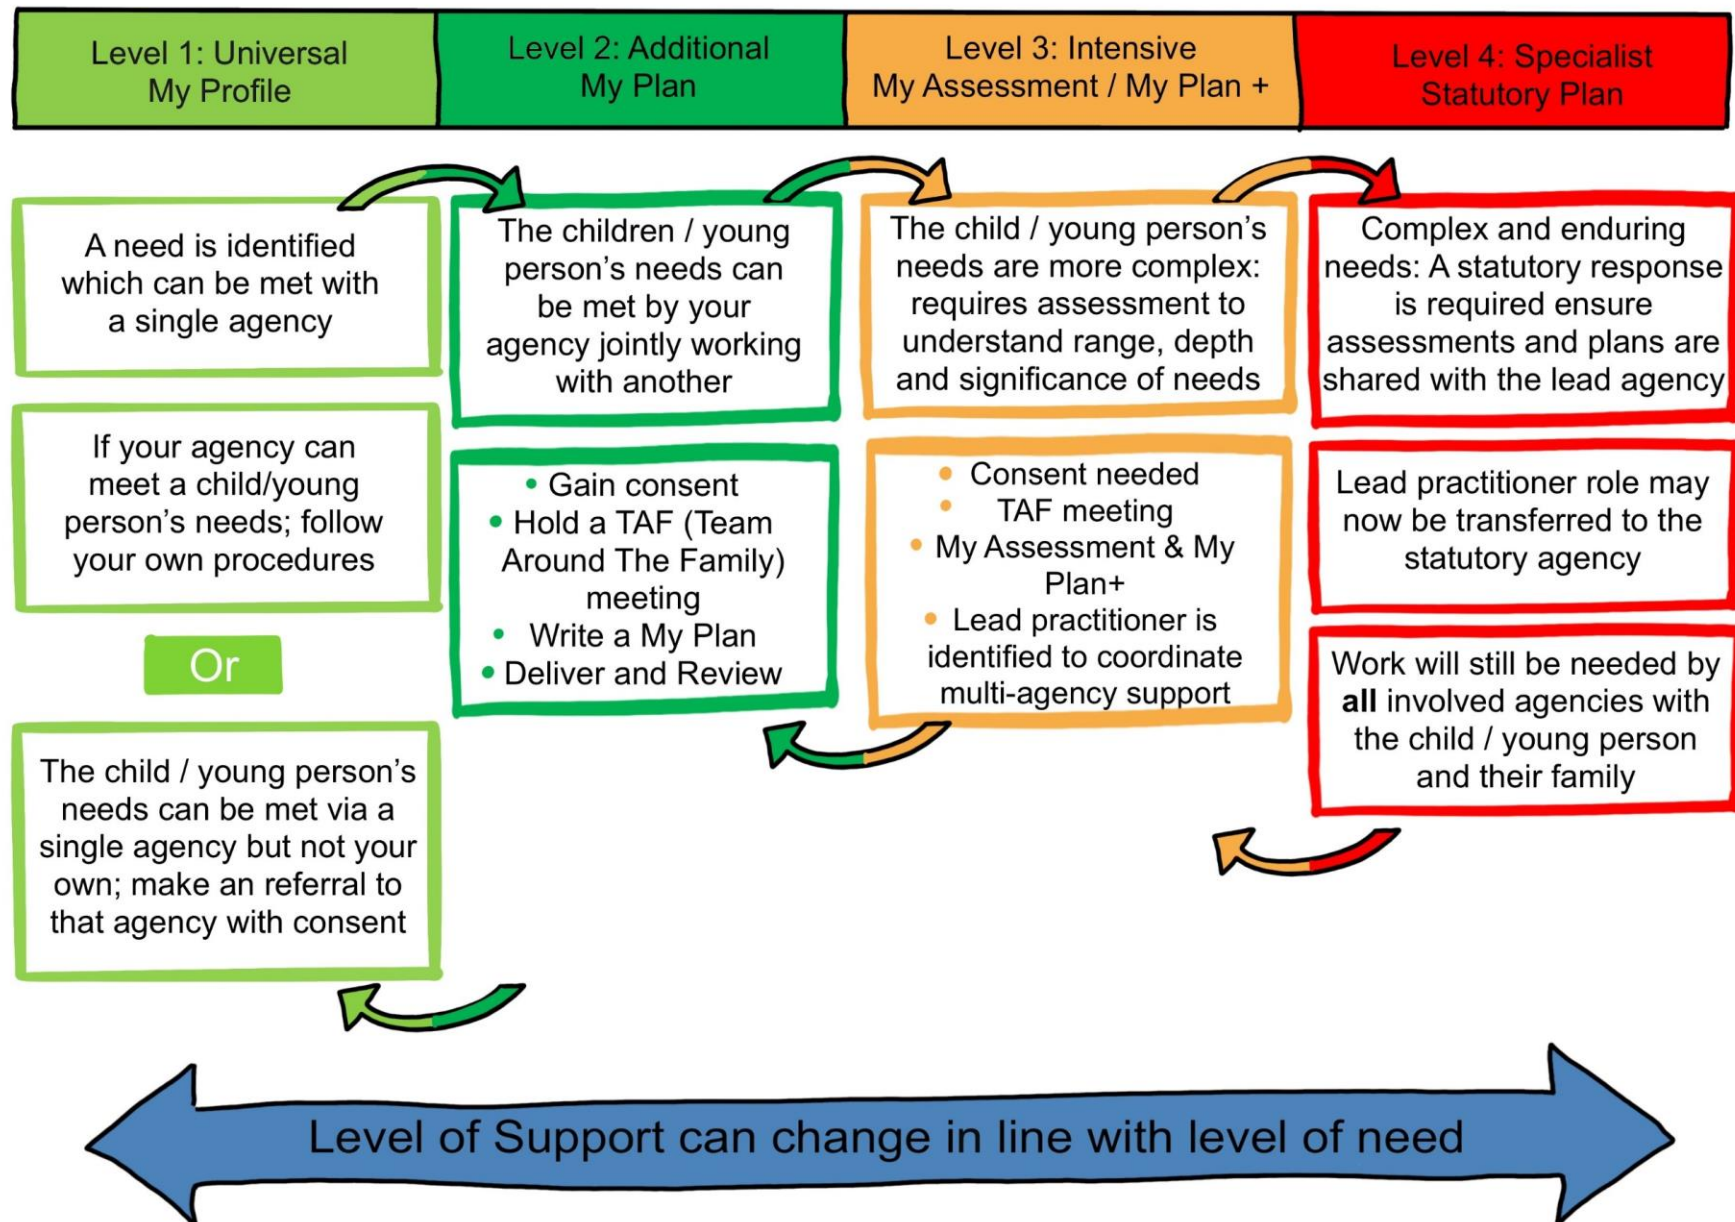 Level 1: Universal
My Profile
Level 2: Additional
My Plan
Level 3: Intensive
My Assessment / My Plan +
Level 4: Specialist
Statutory Plan
A need is identified
which can be met with
a single agency
If your agency can
meet a child/young
person's needs; follow
your own procedures
Or
The child / young person's
needs can be met via a
single agency but not your
own; make an referral to
that agency with consent
The children / young
person's needs can
be met by your
agency jointly working
with another
• Gain consent
• Hold a TAF (Team
Around The Family)
meeting
• Write a My Plan
• Deliver and Review
The child / young person's
needs are more complex:
requires assessment to
understand range, depth
and significance of needs
• Consent needed
• TAF meeting
• My Assessment & My
Plan+
• Lead practitioner is
identified to coordinate
multi-agency support
Complex and enduring
needs: A statutory response
is required ensure
assessments and plans are
shared with the lead agency
Lead practitioner role may
now be transferred to the
statutory agency
Work will still be needed by
all involved agencies with
the child / young person
and their family
Level of Support can change in line with level of need